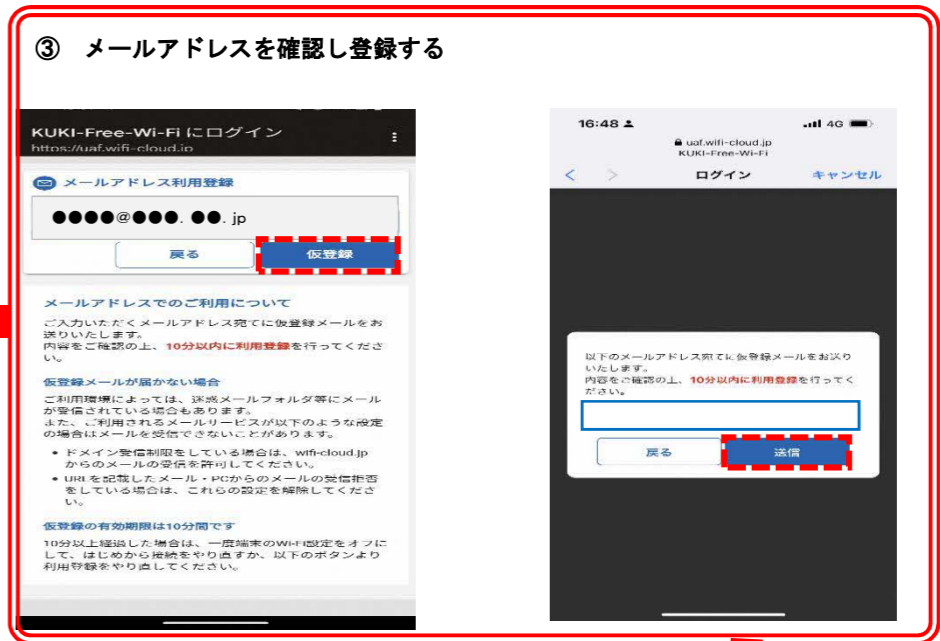 ③ メールアドレスを確認し登録する
KUKI-Free-Wi-Fi にログイン
https://uaf.wifi-cloud.jp
メールアドレス利用登録
●●●●@●●●. ●●. jp
戻る
仮登録
メールアドレスでのご利用について
ご入力いただくメールアドレス宛てに仮登録メールをお
送りいたします。
内容をご確認の上、10分以内に利用登録を行ってくださ
い。
仮登録メールが届かない場合
ご利用環境によっては、迷惑メールフォルダ等にメール
が受信されている場合もあります。
また、ご利用されるメールサービスが以下のような設定
の場合はメールを受信できないことがあります。
• ドメイン受信制限をしている場合は、wifi-cloud.jp
からのメールの受信を許可してください。
• URLを記載したメール・PCからのメールの受信拒否
をしている場合は、これらの設定を解除してくださ
い。
仮登録の有効期限は10分間です
10分以上経過した場合は、一度端末のWi-Fi設定をオフに
して、はじめから接続をやり直すか、以下のボタンより
利用登録をやり直してください。
16:48
4G
uaf.wifi-cloud.jp
KUKI-Free-Wi-Fi
< > ログイン キャンセル
以下のメールアドレス宛てに仮登録メールをお送り
いたします。
内容をご確認の上、10分以内に利用登録を行ってく
ださい。
戻る
送信